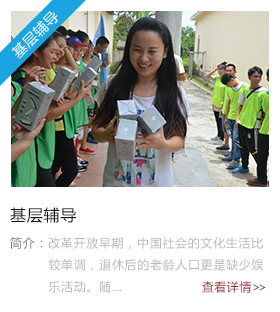 基层辅导
基层辅导
简介：改革开放早期，中国社会的文化生活比
较单调，退休后的老龄人口更是缺少娱
乐活动。随... 查看详情>>